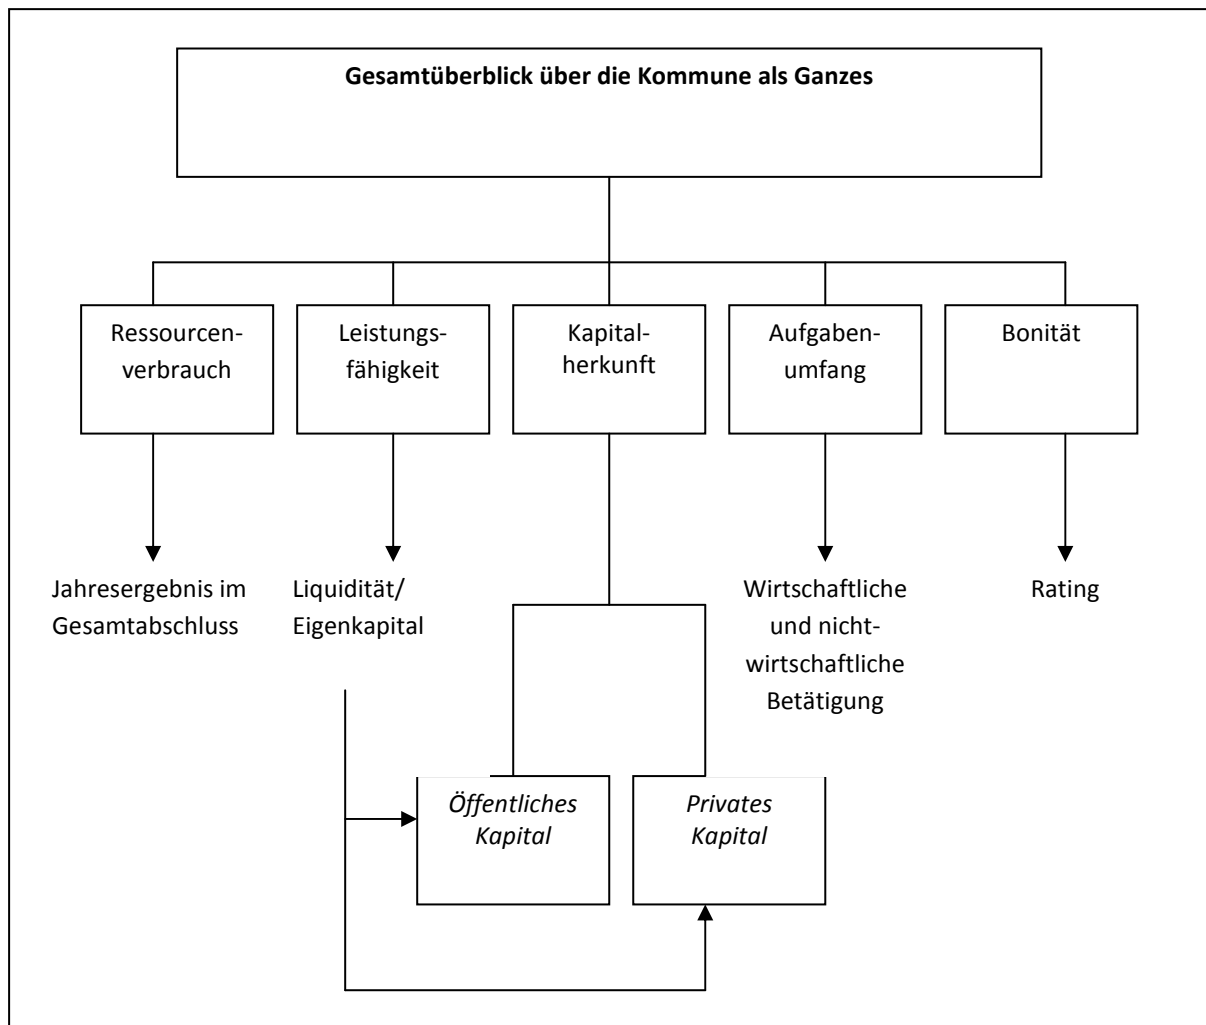 Gesamtüberblick über die Kommune als Ganzes
Ressourcen-
verbrauch
Leistungs-
fähigkeit
Kapital-
herkunft
Aufgaben-
umfang
Bonität
Jahresergebnis im
Gesamtabschluss
Liquidität/
Eigenkapital
Wirtschaftliche
und nicht-
wirtschaftliche
Betätigung
Rating
Öffentliches
Kapital
Privates
Kapital